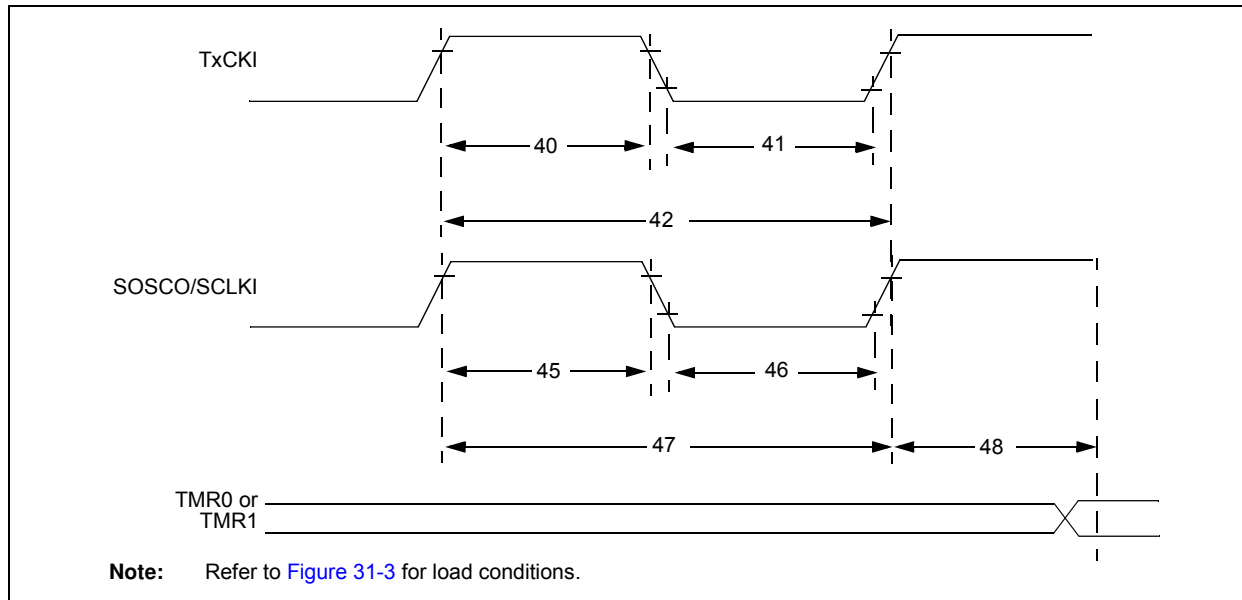 TxCKI
40
41
42
SOSCO/SCLKI
45
46
47
48
TMR0 or
TMR1
Note: Refer to Figure 31-3 for load conditions.